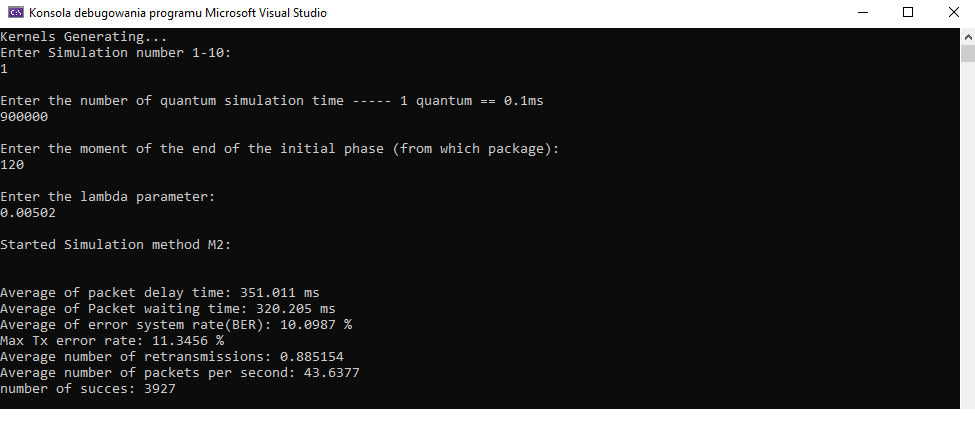 Konsola debugowania programu Microsoft Visual Studio
Kernels Generating...
Enter Simulation number 1-10:
1
Enter the number of quantum simulation time ----- 1 quantum == 0.1ms
900000
Enter the moment of the end of the initial phase (from which package):
120
Enter the lambda parameter:
0.00502
Started Simulation method M2:
Average of packet delay time: 351.011 ms
Average of Packet waiting time: 320.205 ms
Average of error system rate(BER): 10.0987 %
Max Tx error rate: 11.3456 %
Average number of retransmissions: 0.885154
Average number of packets per second: 43.6377
number of succes: 3927